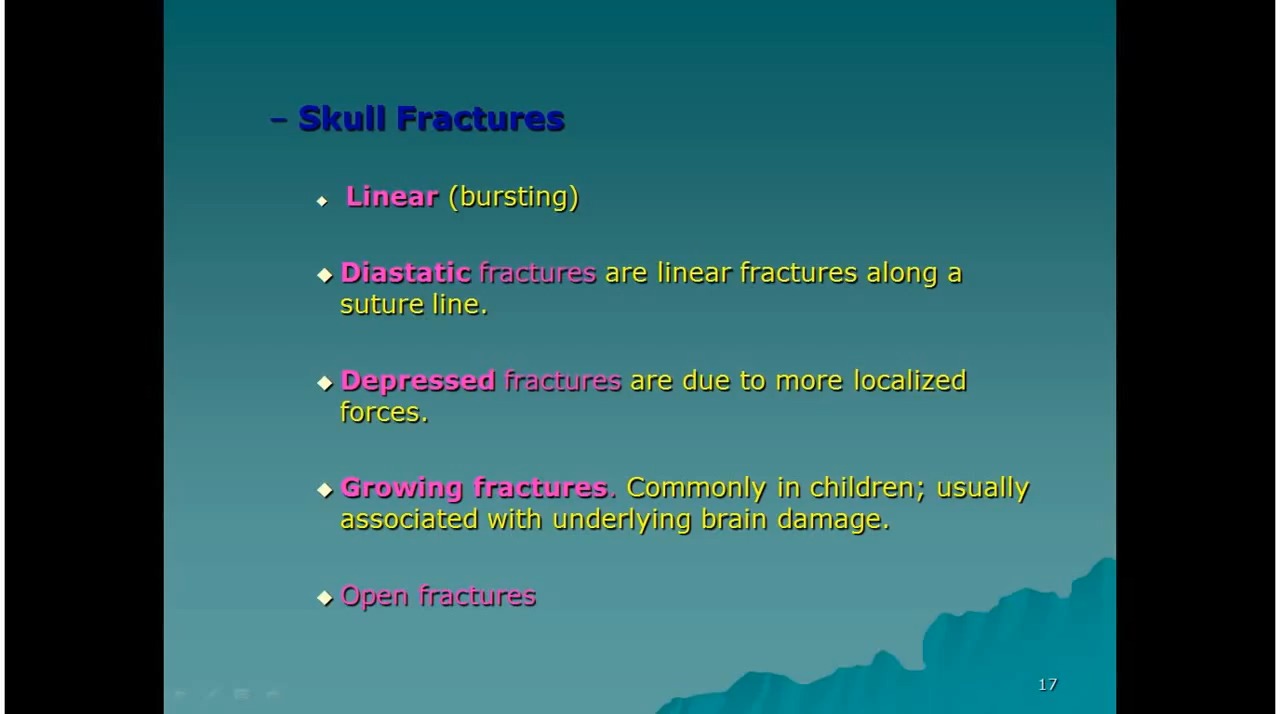 – Skull Fractures
◆ Linear (bursting)
◆ Diastatic fractures are linear fractures along a
suture line.
◆ Depressed fractures are due to more localized
forces.
◆ Growing fractures. Commonly in children; usually
associated with underlying brain damage.
◆ Open fractures
17